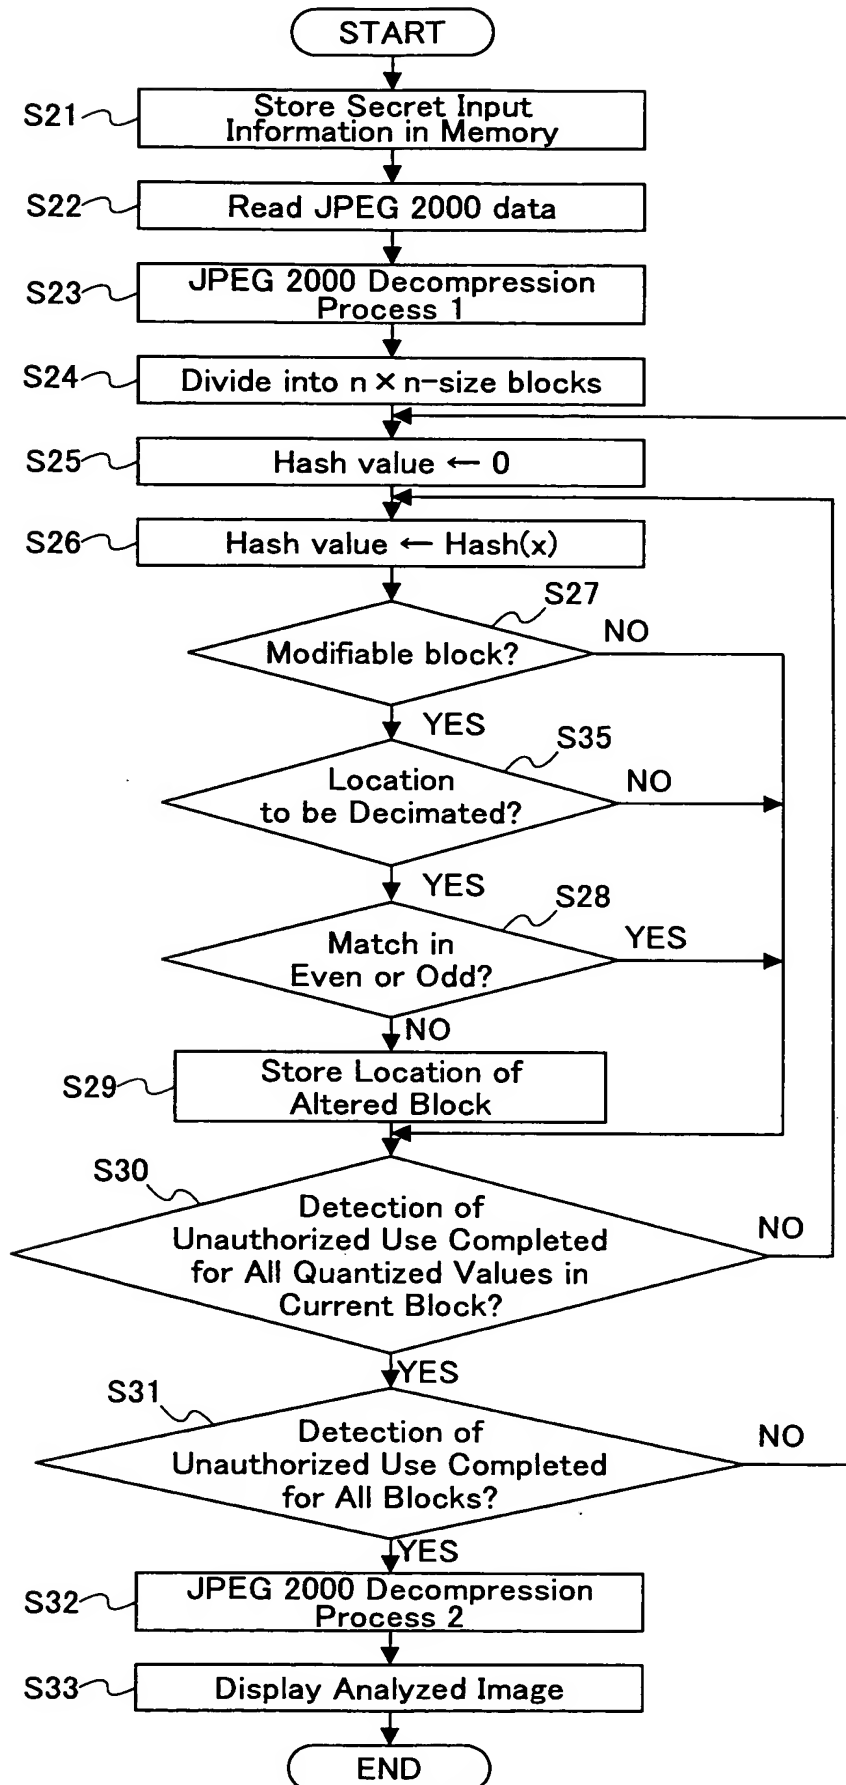 START
S21
Store Secret Input
Information in Memory
S22
Read JPEG 2000 data
S23
JPEG 2000 Decompression
Process 1
S24
Divide into n × n-size blocks
S25
Hash value ← 0
S26
Hash value ← Hash(x)
S27
Modifiable block?
NO
YES
S35
Location
to be Decimated?
NO
YES
S28
Match in
Even or Odd?
YES
NO
S29
Store Location of
Altered Block
S30
Detection of
Unauthorized Use Completed
for All Quantized Values in
Current Block?
NO
YES
S31
Detection of
Unauthorized Use Completed
for All Blocks?
NO
YES
S32
JPEG 2000 Decompression
Process 2
S33
Display Analyzed Image
END